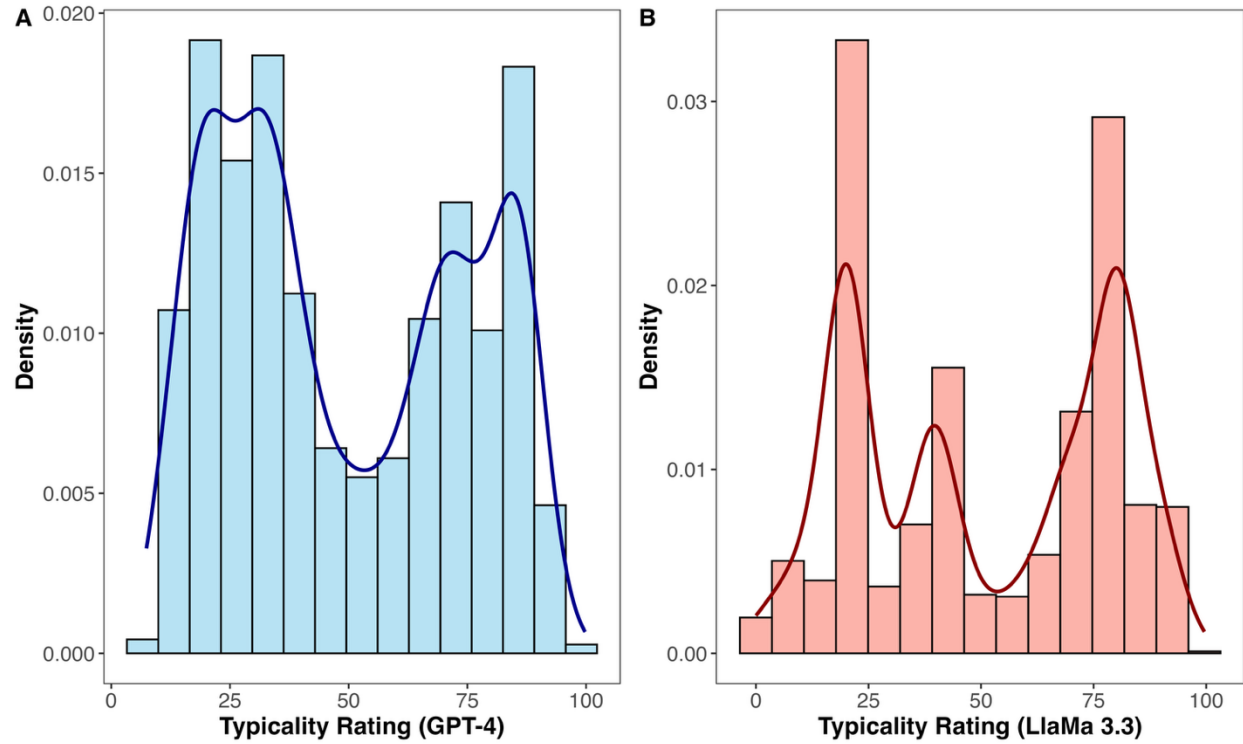 A
0.020
0.015
0.010
0.005
0.000
Density
0 25 50 75 100
Typicality Rating (GPT-4)
B
0.03
0.02
0.01
0.00
Density
0 25 50 75 100
Typicality Rating (LlaMa 3.3)